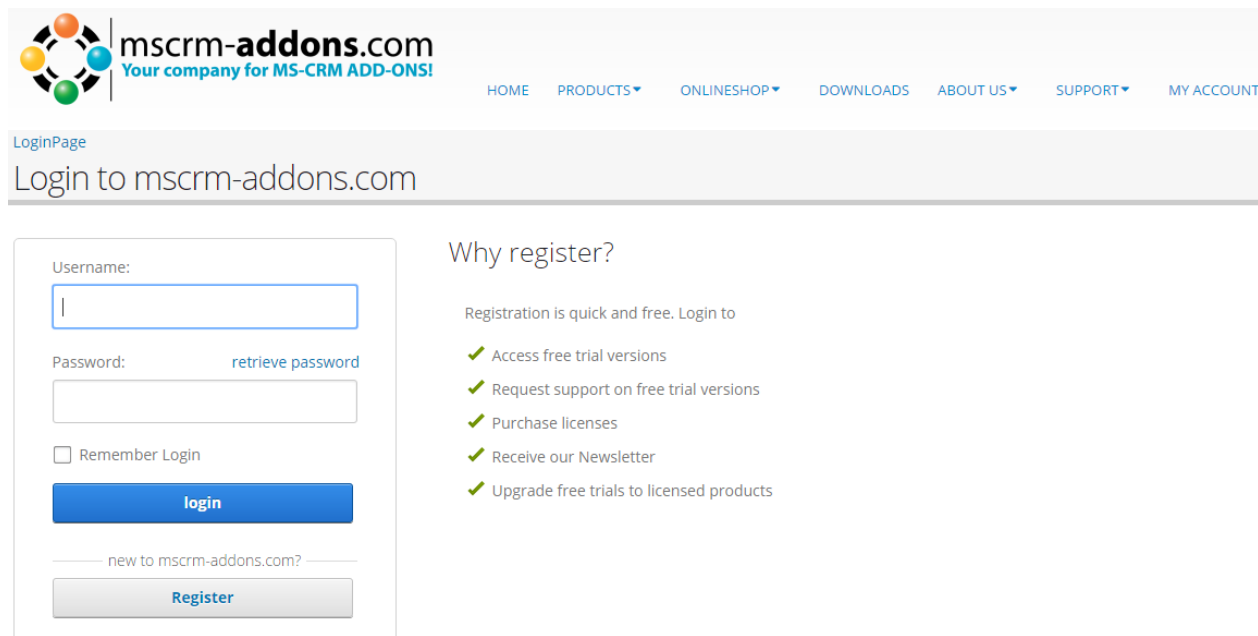 mscrm-addons.com
Your company for MS-CRM ADD-ONS!
HOME PRODUCTS ONLINESHOP DOWNLOADS ABOUT US SUPPORT MY ACCOUNT
LoginPage
Login to mscrm-addons.com
Username:
Password: retrieve password
Remember Login
login
new to mscrm-addons.com?
Register
Why register?
Registration is quick and free. Login to
Access free trial versions
Request support on free trial versions
Purchase licenses
Receive our Newsletter
Upgrade free trials to licensed products